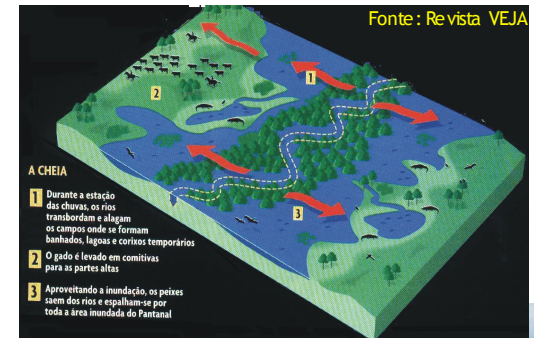 Fonte: Revista VEJA
1
2
3
A CHEIA
1 Durante a estação
das chuvas, os rios
transbordam e alagam
os campos onde se formam
banhados, lagoas e corixos temporários
2 O gado é levado em comitivas
para as partes altas
3 Aproveitando a inundação, os peixes
saem dos rios e espalham-se por
toda a área inundada do Pantanal